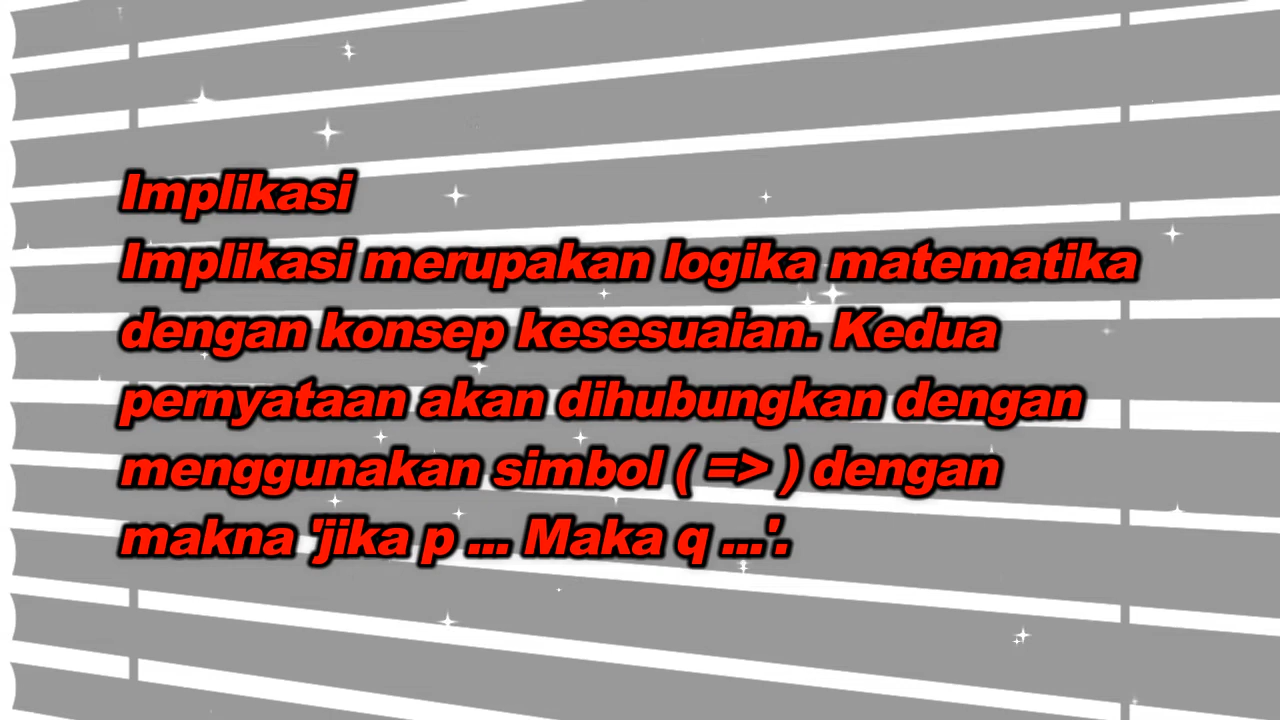 Implikasi
Implikasi merupakan logika matematika
dengan konsep kesesuaian. Kedua
pernyataan akan dihubungkan dengan
menggunakan simbol ( => ) dengan
makna 'jika p ... Maka q ...'.